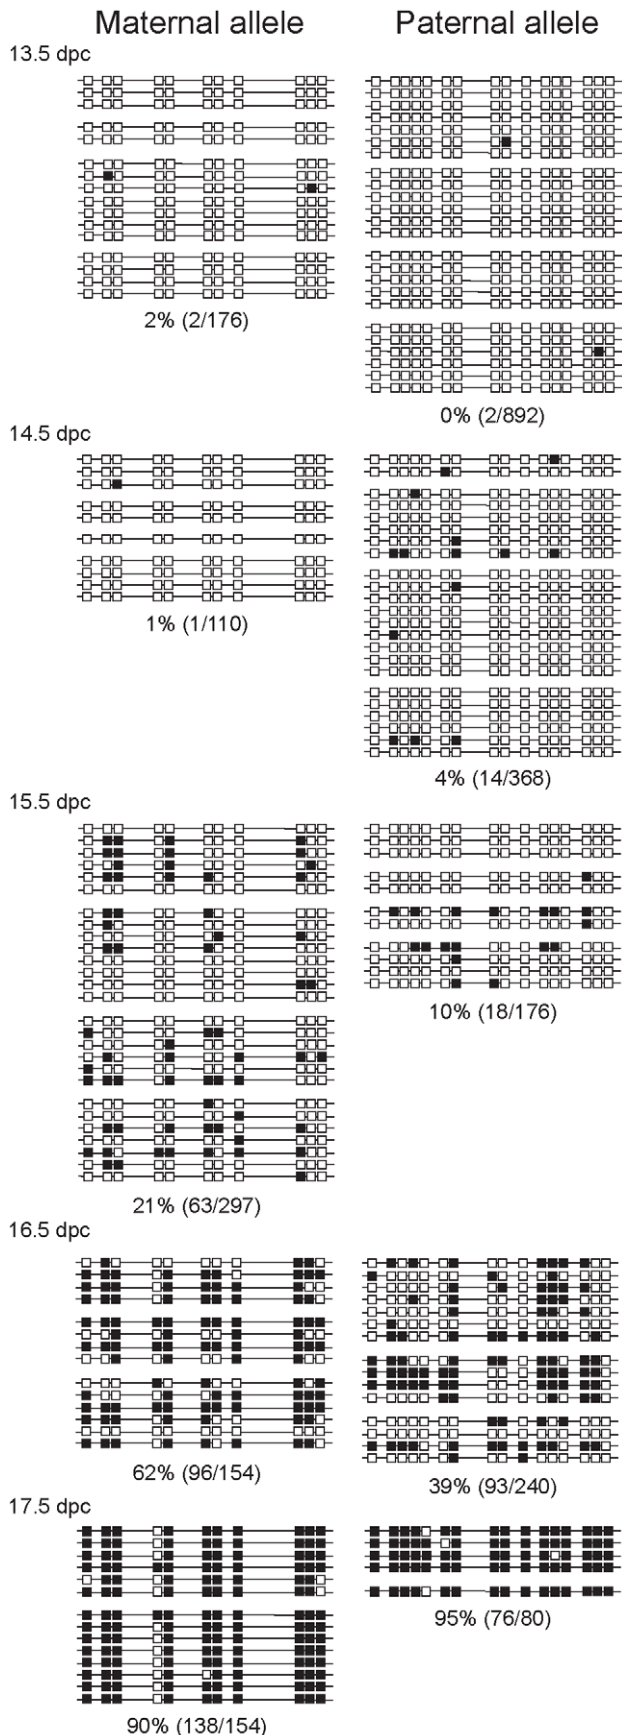 Maternal allele Paternal allele
13.5 dpc
2% (2/176)
0% (2/892)
14.5 dpc
1% (1/110)
4% (14/368)
15.5 dpc
10% (18/176)
21% (63/297)
16.5 dpc
62% (96/154)
39% (93/240)
17.5 dpc
95% (76/80)
90% (138/154)